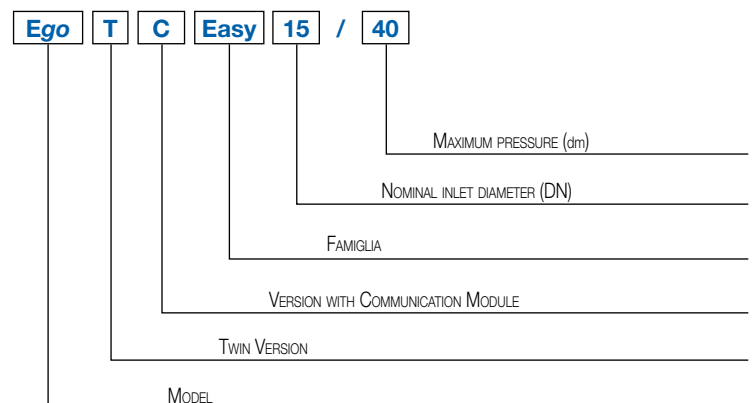 Ego T C Easy 15 / 40
Maximum pressure (dm)
Nominal inlet diameter (DN)
Famiglia
Version with Communication Module
Twin Version
Model